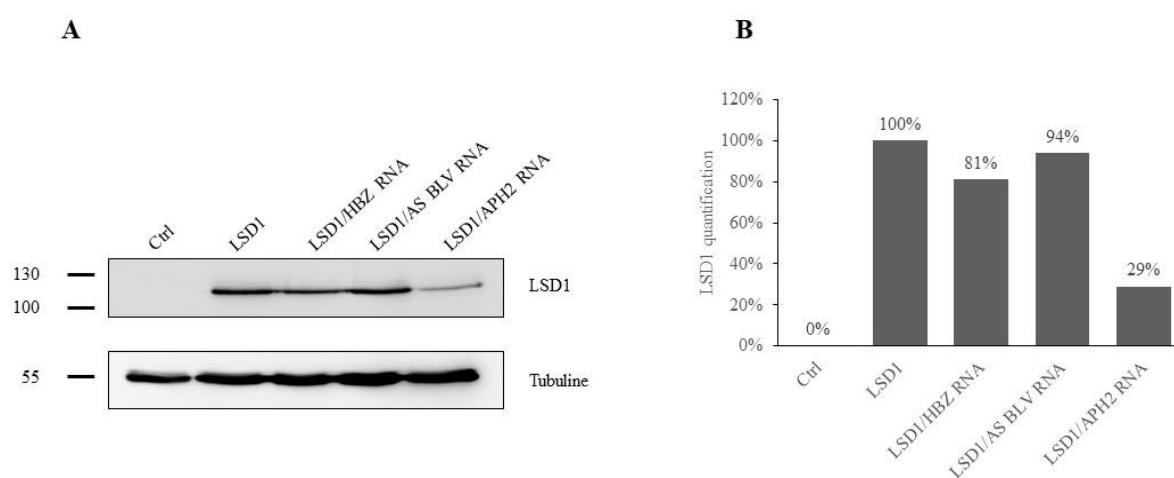 A
Ctrl
LSD1
LSD1/HBZ RNA
LSD1/AS BLV RNA
LSD1/APH2 RNA
130
100
LSD1
55
Tubuline
B
LSD1 quantification
120%
100%
80%
60%
40%
20%
0%
0%
100%
81%
94%
29%
Ctrl
LSD1
LSD1/HBZ RNA
LSD1/AS BLV RNA
LSD1/APH2 RNA